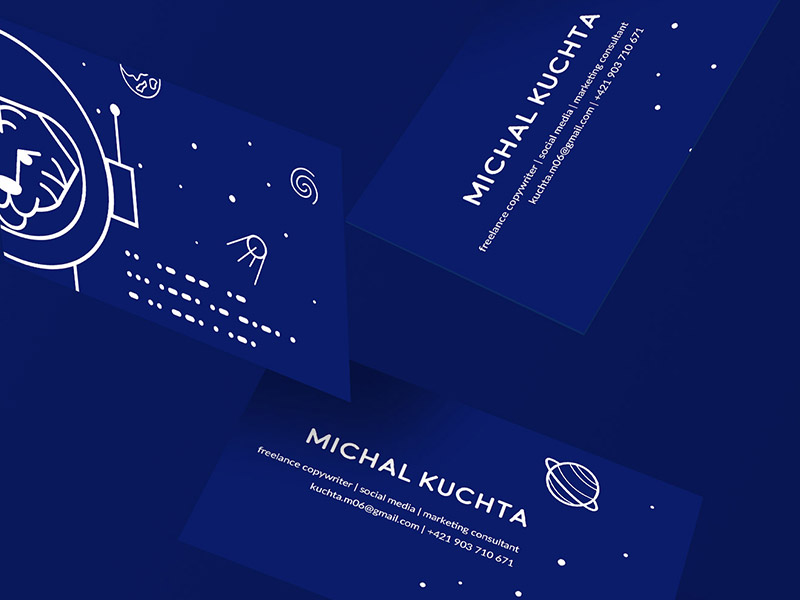 MICHAL KUCHTA
freelance copywriter | social media | marketing consultant
kuchta.m06@gmail.com | +421 903 710 671
MICHAL KUCHTA
freelance copywriter | social media | marketing consultant
kuchta.m06@gmail.com | +421 903 710 671